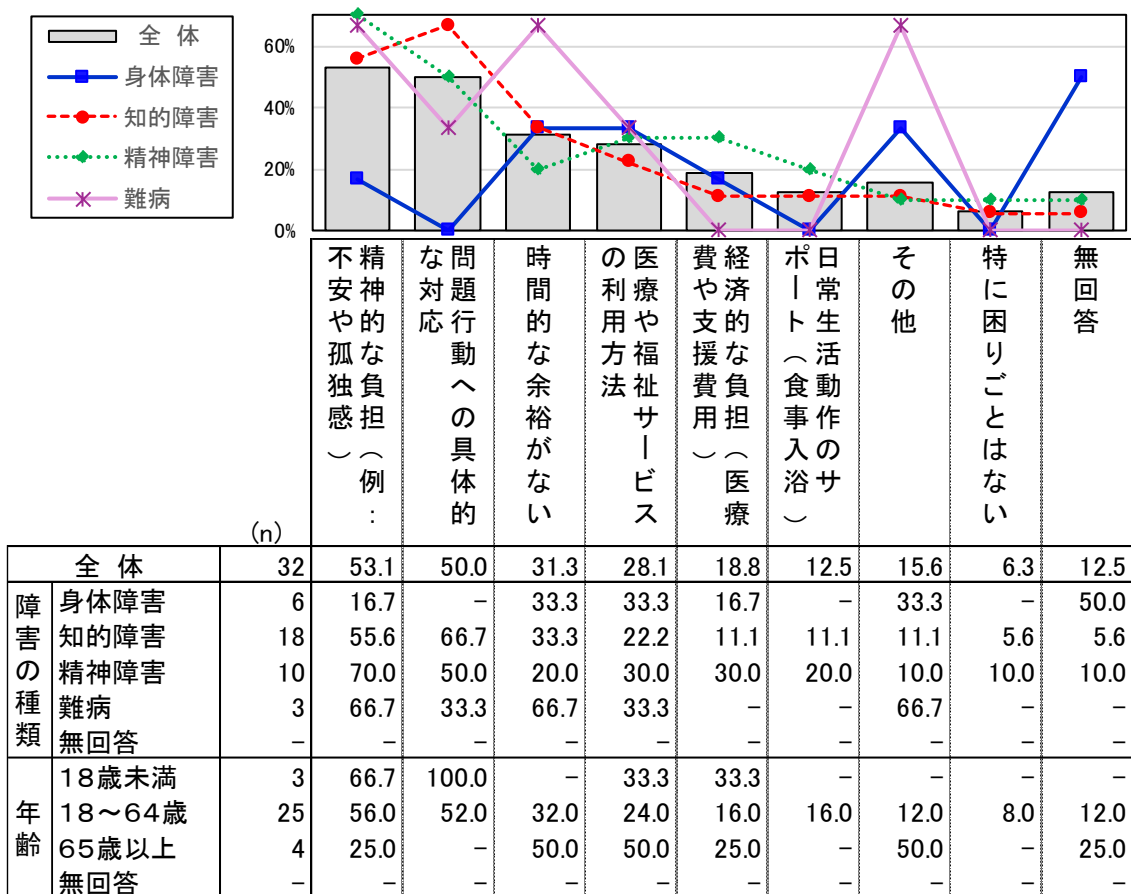 全 体
身体障害
知的障害
精神障害
難病
60%
40%
20%
0%
精神的な負担（例：
不安や孤独感）
問題行動への具体的
な対応
時間的な余裕がない
医療や福祉サービス
の利用方法
経済的な負担（医療
費や支援費用）
日常生活動作のサ
ポート（食事入浴）
その他
特に困りごとはない
無回答
(n)
全 体 32 53.1 50.0 31.3 28.1 18.8 12.5 15.6 6.3 12.5
障害の種類
身体障害 6 16.7 － 33.3 33.3 16.7 － 33.3 － 50.0
知的障害 18 55.6 66.7 33.3 22.2 11.1 11.1 11.1 5.6 5.6
精神障害 10 70.0 50.0 20.0 30.0 30.0 20.0 10.0 10.0 10.0
難病 3 66.7 33.3 66.7 33.3 － － 66.7 － －
無回答 － － － － － － － － － －
年齢
18歳未満 3 66.7 100.0 － 33.3 33.3 － － － －
18～64歳 25 56.0 52.0 32.0 24.0 16.0 16.0 12.0 8.0 12.0
65歳以上 4 25.0 － 50.0 50.0 25.0 － 50.0 － 25.0
無回答 － － － － － － － － － －